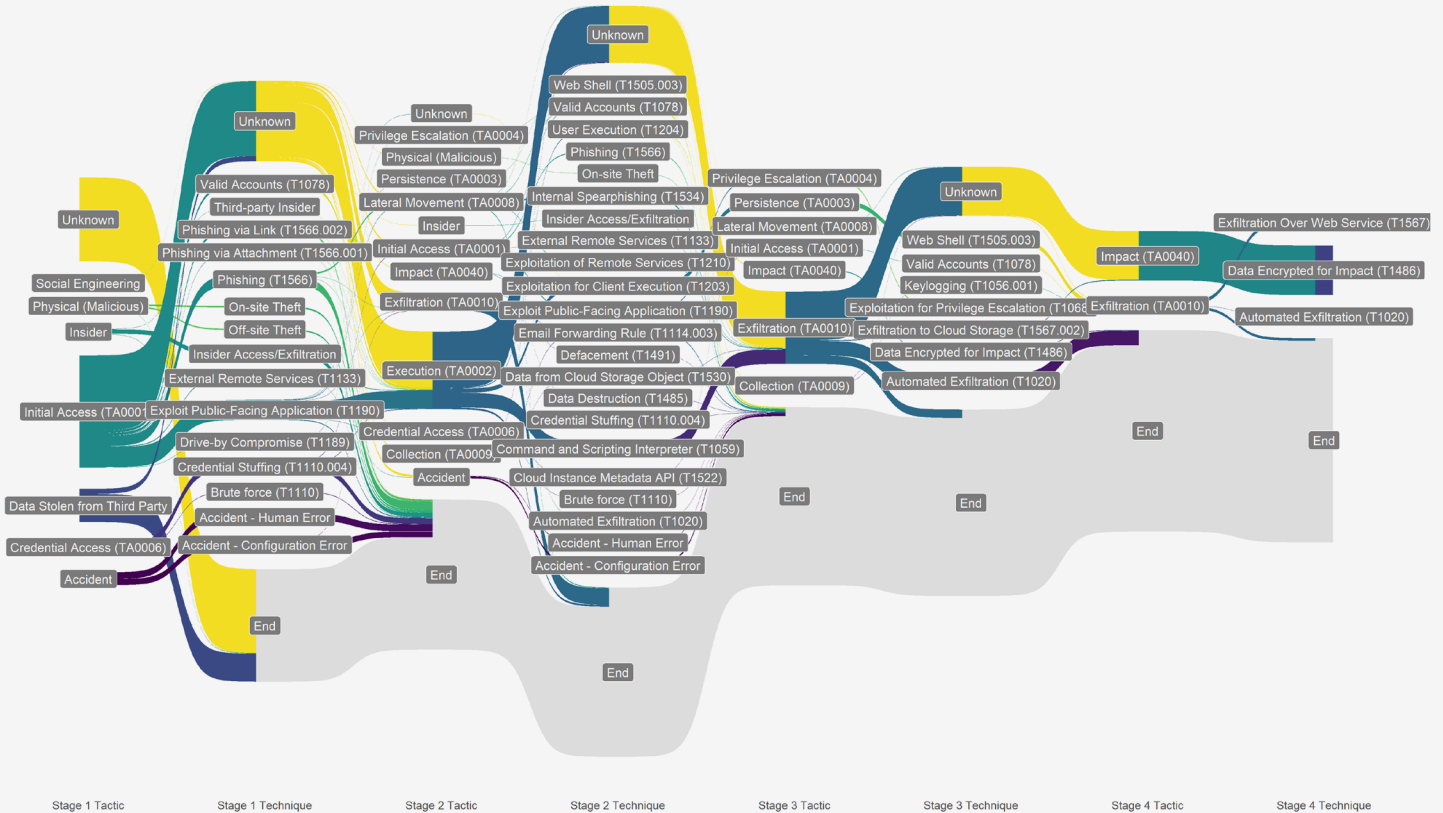 Unknown
Social Engineering
Physical (Malicious)
Insider
Initial Access (TA0001
Data Stolen from Third Party
Credential Access (TA0006)
Accident
Unknown
Valid Accounts (T1078)
Third-party Insider
Phishing via Link (T1566.002)
Phishing via Attachment (T1566.001)
Phishing (T1566)
On-site Theft
Off-site Theft
Insider Access/Exfiltration
External Remote Services (T1133)
Exploit Public-Facing Application (T1190)
Drive-by Compromise (T1189)
Credential Stuffing (T1110.004)
Brute force (T1110)
Accident - Human Error
Accident - Configuration Error
End
Unknown
Privilege Escalation (TA0004)
Physical (Malicious)
Persistence (TA0003)
Lateral Movement (TA0008)
Insider
Initial Access (TA0001)
Impact (TA0040)
Exfiltration (TA0010)
Execution (TA0002)
Credential Access (TA0006)
Collection (TA0009)
Accident
End
Unknown
Web Shell (T1505.003)
Valid Accounts (T1078)
User Execution (T1204)
Phishing (T1566)
On-site Theft
Internal Spearphishing (T1534)
Insider Access/Exfiltration
External Remote Services (T1133)
Exploitation of Remote Services (T1210)
Exploitation for Client Execution (T1203)
Exploit Public-Facing Application (T1190)
Email Forwarding Rule (T1114.003)
Defacement (T1491)
Data from Cloud Storage Object (T1530)
Data Destruction (T1485)
Credential Stuffing (T1110.004)
Command and Scripting Interpreter (T1059)
Cloud Instance Metadata API (T1522)
Brute force (T1110)
Automated Exfiltration (T1020)
Accident - Human Error
Accident - Configuration Error
End
Privilege Escalation (TA0004)
Persistence (TA0003)
Lateral Movement (TA0008)
Initial Access (TA0001)
Impact (TA0040)
Exfiltration (TA0010)
Collection (TA0009)
End
Unknown
Web Shell (T1505.003)
Valid Accounts (T1078)
Keylogging (T1056.001)
Exploitation for Privilege Escalation (T1068
Exfiltration to Cloud Storage (T1567.002)
Data Encrypted for Impact (T1486)
Automated Exfiltration (T1020)
End
Impact (TA0040)
Exfiltration (TA0010)
End
Exfiltration Over Web Service (T1567)
Data Encrypted for Impact (T1486)
Automated Exfiltration (T1020)
End
Stage 1 Tactic
Stage 1 Technique
Stage 2 Tactic
Stage 2 Technique
Stage 3 Tactic
Stage 3 Technique
Stage 4 Tactic
Stage 4 Technique